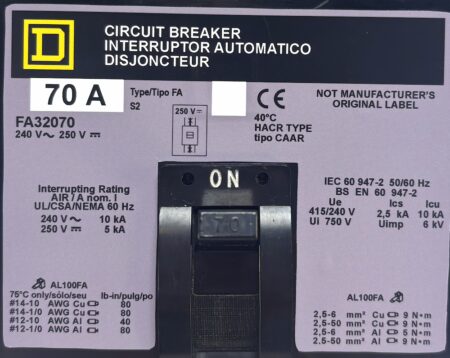 D
CIRCUIT BREAKER
INTERRUPTOR AUTOMATICO
DISJONCTEUR
70 A
Type/Tipo FA
S2
250 V ⎓
CE
40°C
HACR TYPE
tipo CAAR
NOT MANUFACTURER'S
ORIGINAL LABEL
FA32070
240 V∿ 250 V ⎓
ON
70
Interrupting Rating
AIR / A nom. I
UL/CSA/NEMA 60 Hz
240 V∿ 10 kA
250 V ⎓ 5 kA
IEC 60 947-2 50/60 Hz
BS EN 60 947-2
Ue Ics Icu
415/240 V 2,5 kA 10 kA
Ui 750 V Uimp 6 kV
AL100FA
75°C only/sólo/seul lb-in/pulg/po
#14-10 AWG Cu 80
#14-1/0 AWG Cu 80
#12-10 AWG Al 40
#12-1/0 AWG Al 80
AL100FA
2,5-6 mm² Cu 9 N•m
2.5-50 mm² Cu 9 N•m
2,5-6 mm² Al 5 N•m
2.5-50 mm² Al 9 N•m